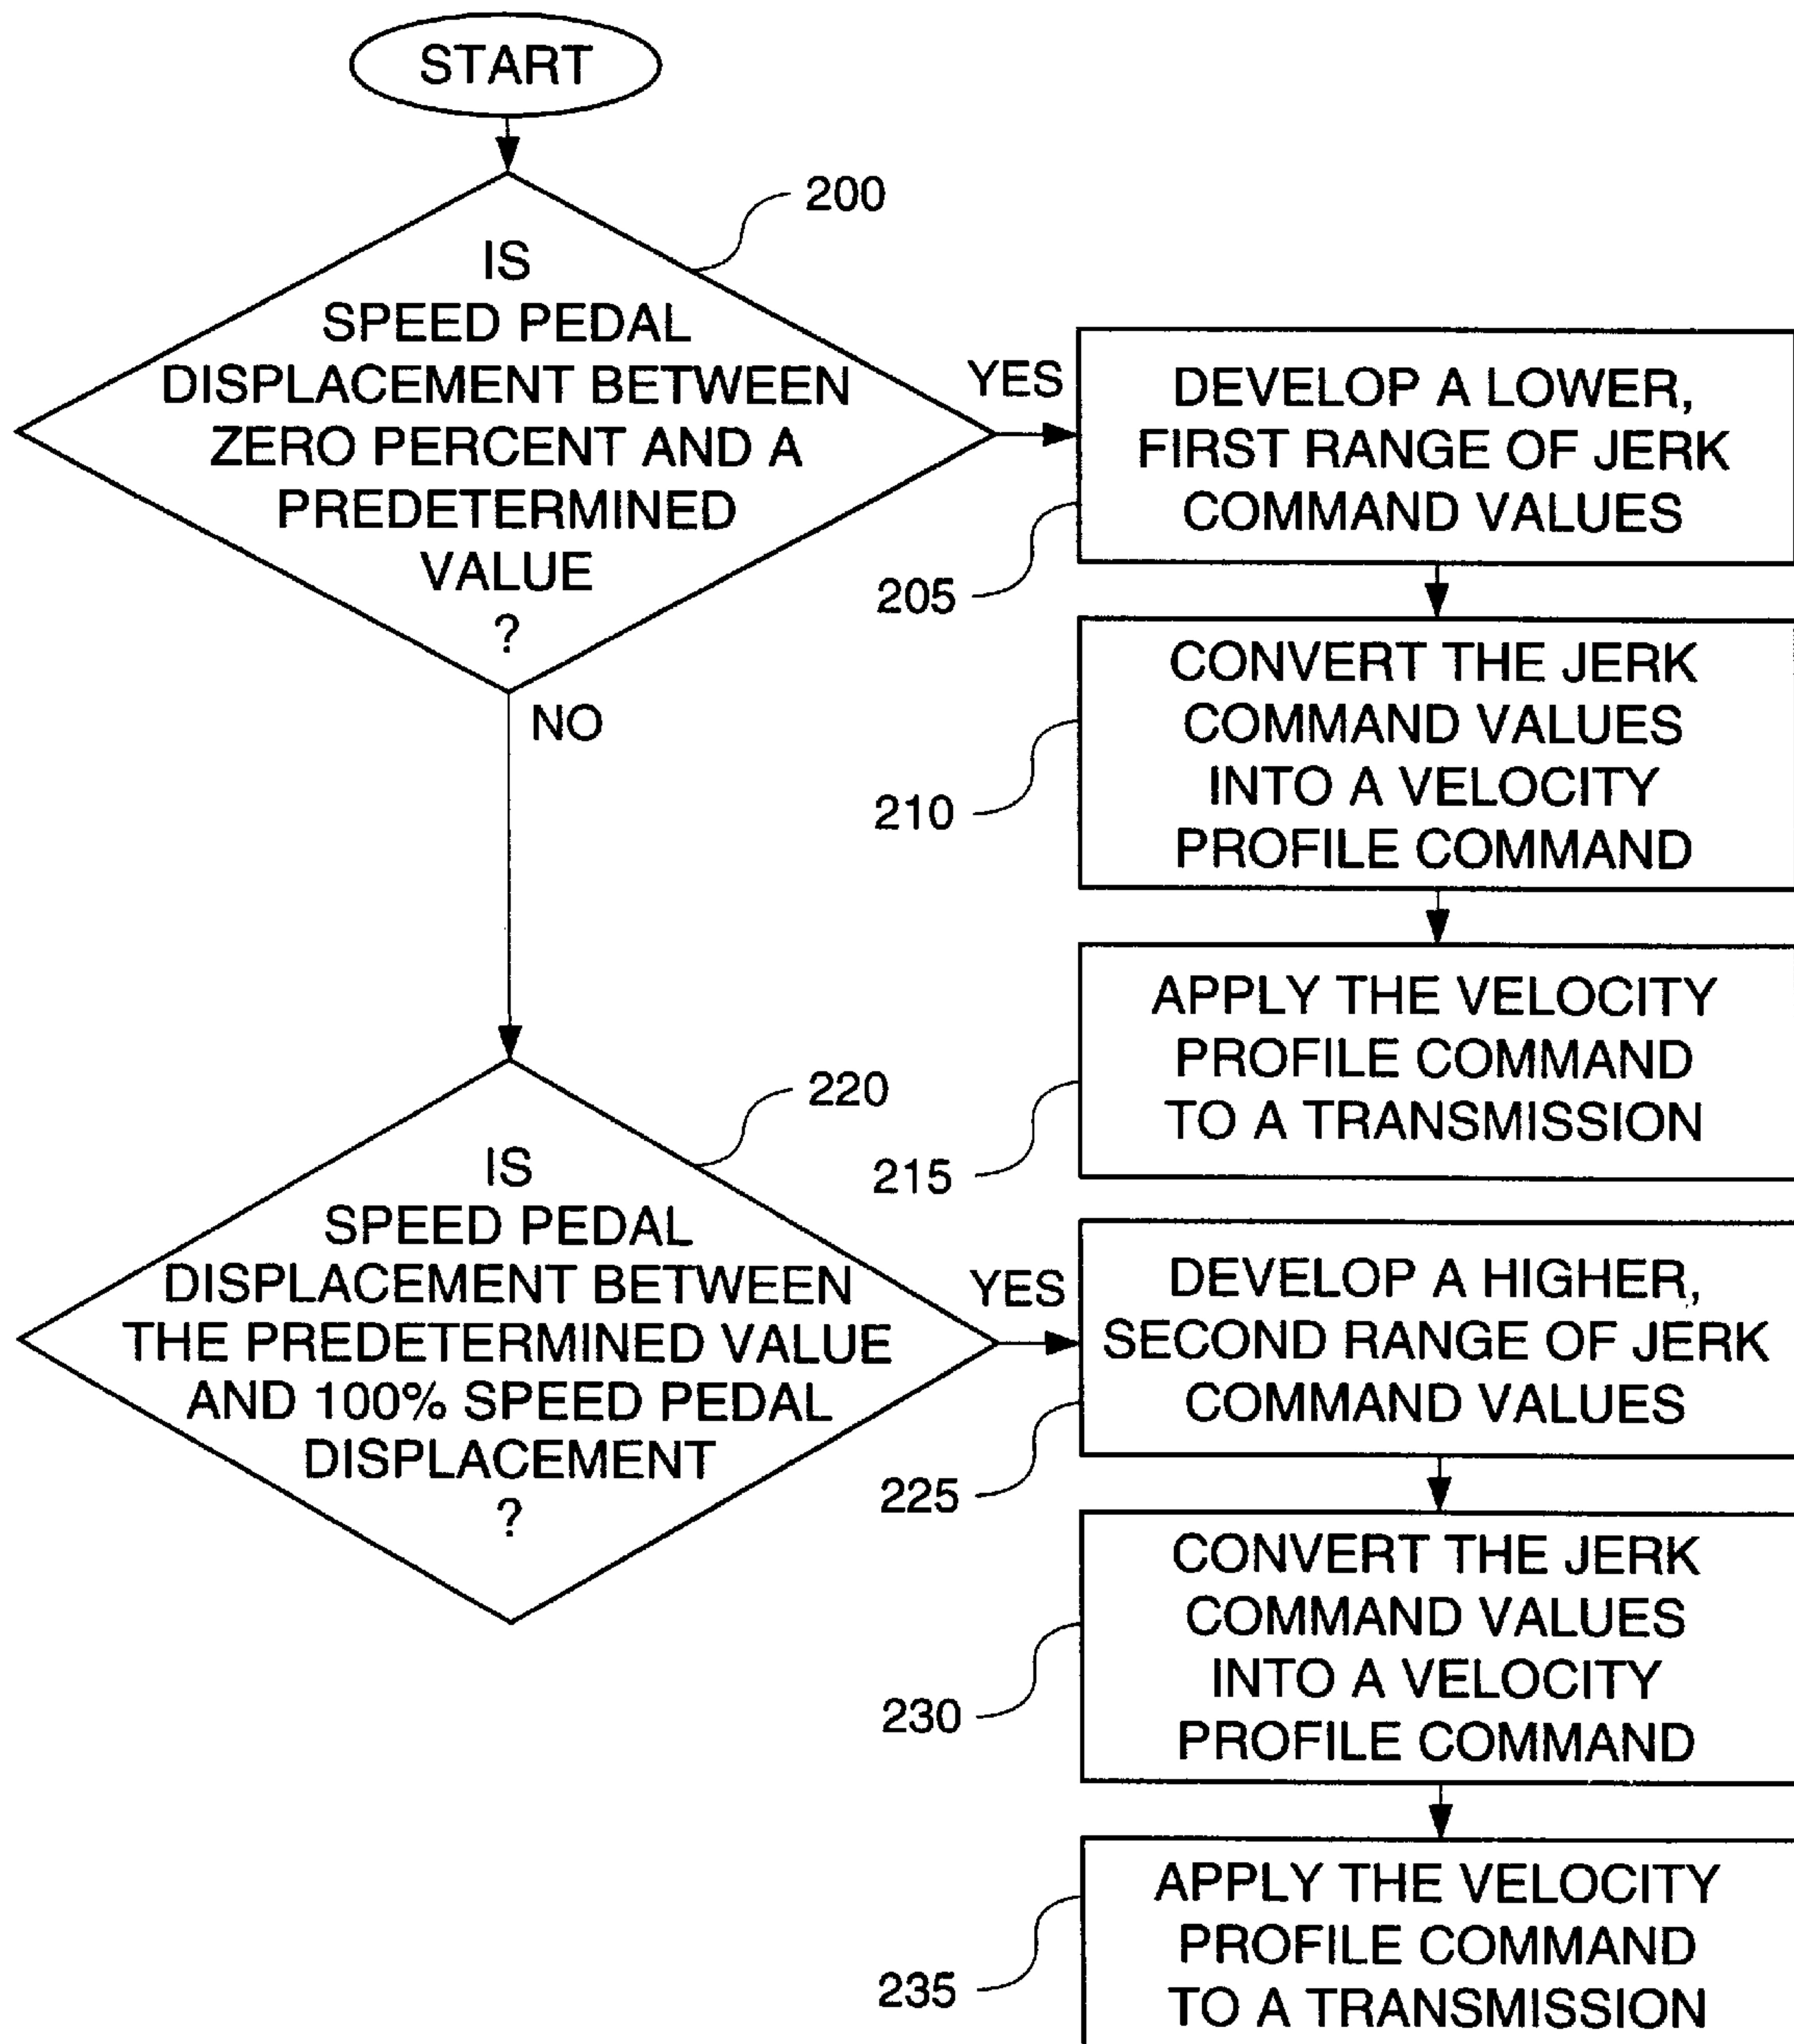 START
200
IS
SPEED PEDAL
DISPLACEMENT BETWEEN
ZERO PERCENT AND A
PREDETERMINED
VALUE
?
YES
NO
DEVELOP A LOWER,
FIRST RANGE OF JERK
COMMAND VALUES
205
CONVERT THE JERK
COMMAND VALUES
INTO A VELOCITY
PROFILE COMMAND
210
APPLY THE VELOCITY
PROFILE COMMAND
TO A TRANSMISSION
215
220
IS
SPEED PEDAL
DISPLACEMENT BETWEEN
THE PREDETERMINED VALUE
AND 100% SPEED PEDAL
DISPLACEMENT
?
YES
DEVELOP A HIGHER,
SECOND RANGE OF JERK
COMMAND VALUES
225
CONVERT THE JERK
COMMAND VALUES
INTO A VELOCITY
PROFILE COMMAND
230
APPLY THE VELOCITY
PROFILE COMMAND
TO A TRANSMISSION
235